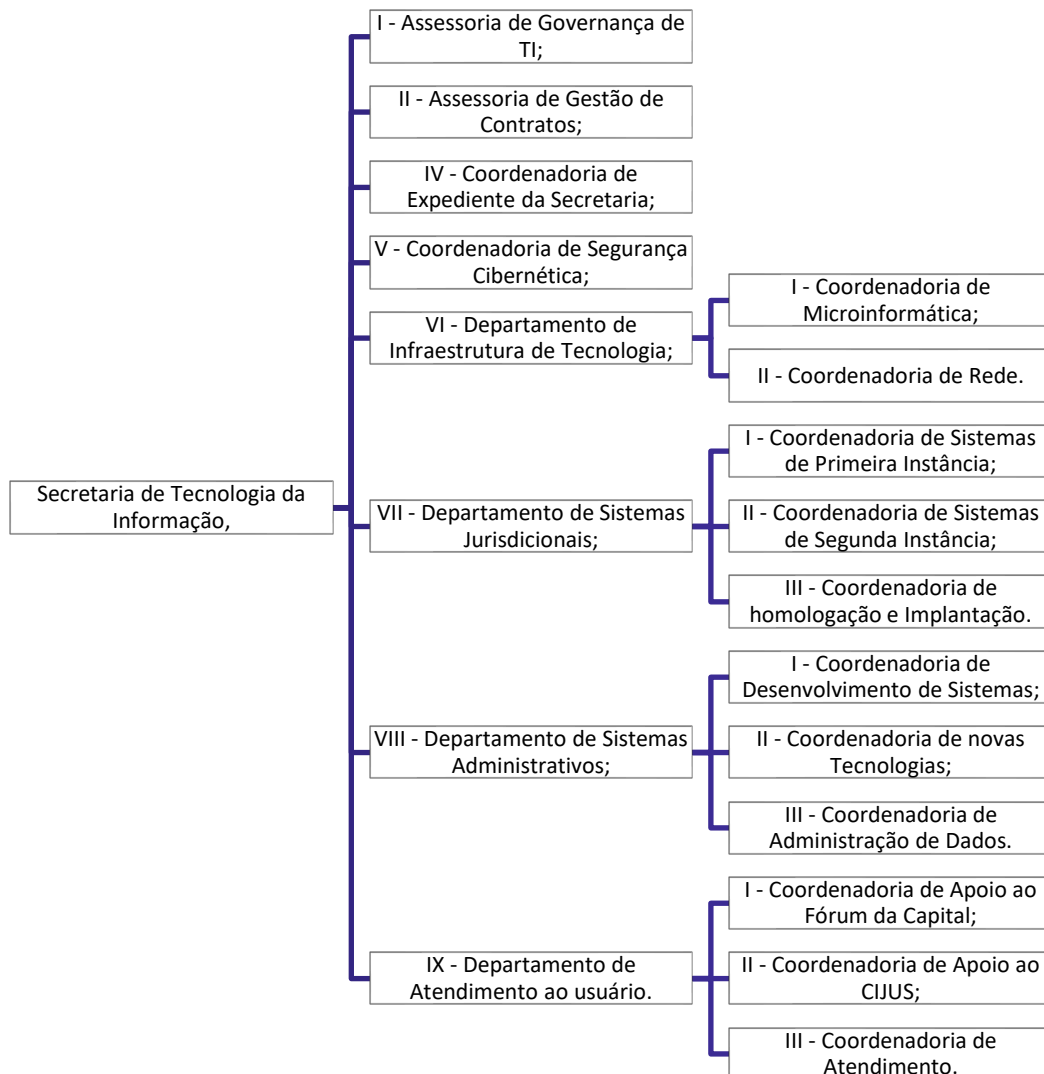 Secretaria de Tecnologia da
Informação,
I - Assessoria de Governança de
TI;
II - Assessoria de Gestão de
Contratos;
IV - Coordenadoria de
Expediente da Secretaria;
V - Coordenadoria de Segurança
Cibernética;
VI - Departamento de
Infraestrutura de Tecnologia;
I - Coordenadoria de
Microinformática;
II - Coordenadoria de Rede.
VII - Departamento de Sistemas
Jurisdicionais;
I - Coordenadoria de Sistemas
de Primeira Instância;
II - Coordenadoria de Sistemas
de Segunda Instância;
III - Coordenadoria de
homologação e Implantação.
VIII - Departamento de Sistemas
Administrativos;
I - Coordenadoria de
Desenvolvimento de Sistemas;
II - Coordenadoria de novas
Tecnologias;
III - Coordenadoria de
Administração de Dados.
IX - Departamento de
Atendimento ao usuário.
I - Coordenadoria de Apoio ao
Fórum da Capital;
II - Coordenadoria de Apoio ao
CIJUS;
III - Coordenadoria de
Atendimento.